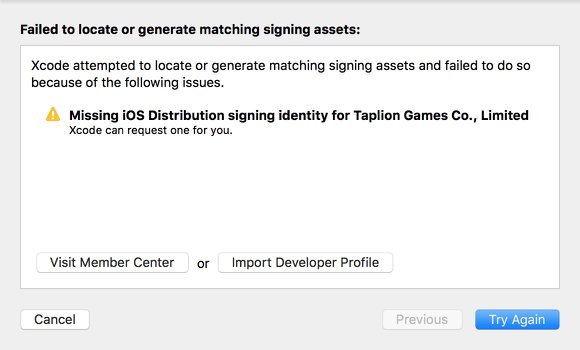 Failed to locate or generate matching signing assets:
Xcode attempted to locate or generate matching signing assets and failed to do so
because of the following issues.
Missing iOS Distribution signing identity for Taplion Games Co., Limited
Xcode can request one for you.
Visit Member Center or Import Developer Profile
Cancel Previous Try Again